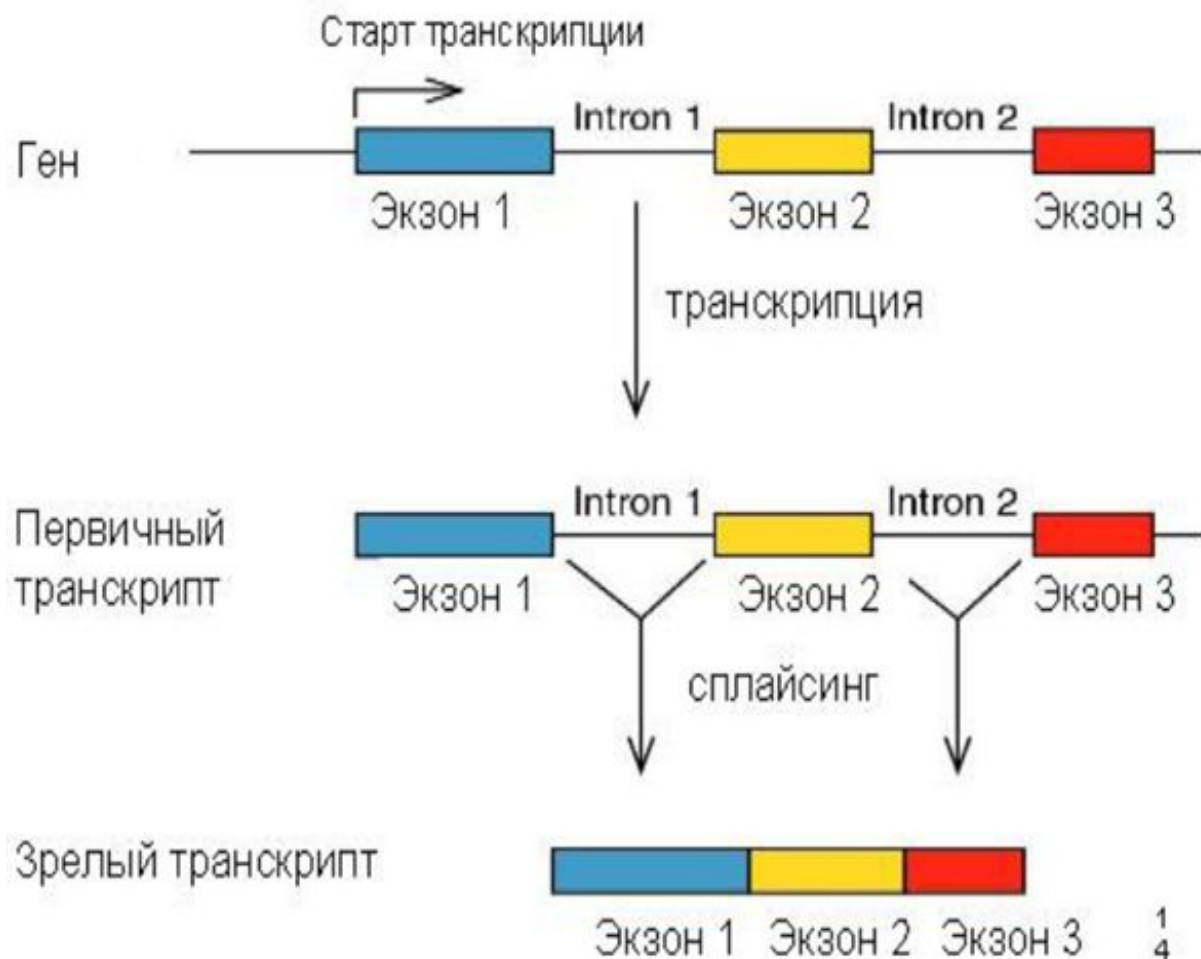 Старт транскрипции
Intron 1 Intron 2
Ген
Экзон 1 Экзон 2 Экзон 3
транскрипция
Intron 1 Intron 2
Первичный
транскрипт
Экзон 1 Экзон 2 Экзон 3
сплайсинг
Зрелый транскрипт
Экзон 1 Экзон 2 Экзон 3
1
4